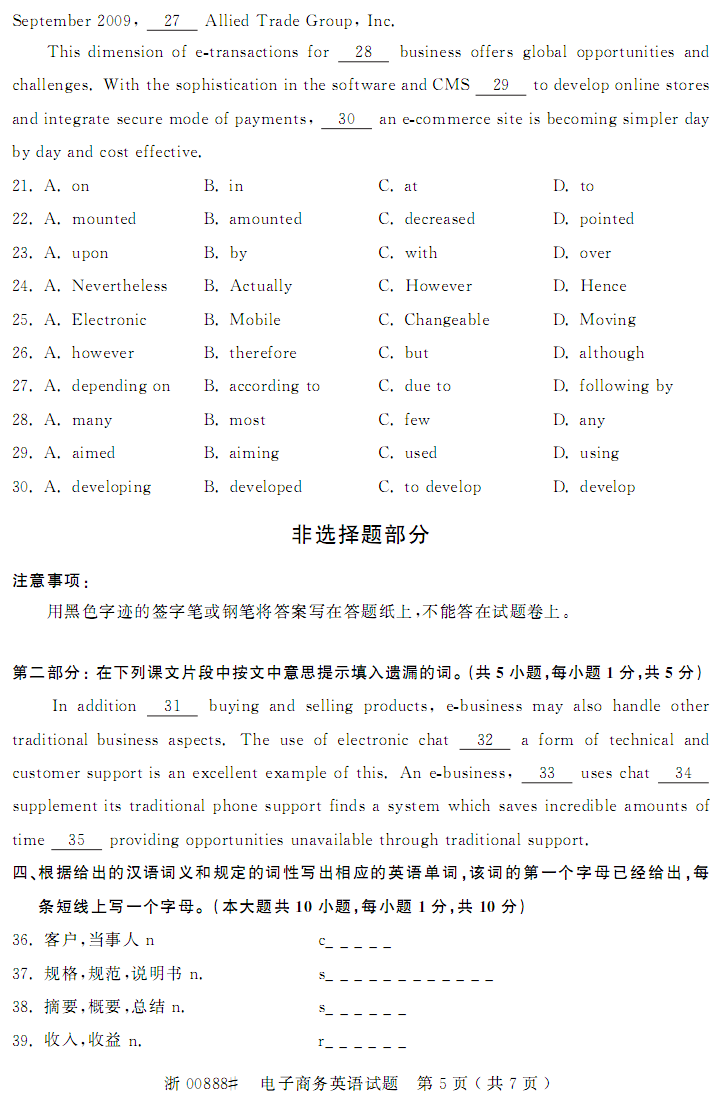 September 2009, 27 Allied Trade Group, Inc.
This dimension of e-transactions for 28 business offers global opportunities and
challenges. With the sophistication in the software and CMS 29 to develop online stores
and integrate secure mode of payments, 30 an e-commerce site is becoming simpler day
by day and cost effective.
21. A. on B. in C. at D. to
22. A. mounted B. amounted C. decreased D. pointed
23. A. upon B. by C. with D. over
24. A. Nevertheless B. Actually C. However D. Hence
25. A. Electronic B. Mobile C. Changeable D. Moving
26. A. however B. therefore C. but D. although
27. A. depending on B. according to C. due to D. following by
28. A. many B. most C. few D. any
29. A. aimed B. aiming C. used D. using
30. A. developing B. developed C. to develop D. develop
非选择题部分
注意事项:
用黑色字迹的签字笔或钢笔将答案写在答题纸上,不能答在试题卷上。
第二部分: 在下列课文片段中按文中意思提示填入遗漏的词。(共 5 小题,每小题 1 分,共 5 分)
In addition 31 buying and selling products, e-business may also handle other
traditional business aspects. The use of electronic chat 32 a form of technical and
customer support is an excellent example of this. An e-business, 33 uses chat 34
supplement its traditional phone support finds a system which saves incredible amounts of
time 35 providing opportunities unavailable through traditional support.
四、根据给出的汉语词义和规定的词性写出相应的英语单词,该词的第一个字母已经给出,每
条短线上写一个字母。(本大题共 10 小题,每小题 1 分,共 10 分)
36. 客户,当事人 n c_ _ _ _ _
37. 规格,规范,说明书 n. s_ _ _ _ _ _ _ _ _ _ _ _
38. 摘要,概要,总结 n. s_ _ _ _ _ _
39. 收入,收益 n. r_ _ _ _ _ _
浙 00888# 电子商务英语试题 第 5 页(共 7 页)